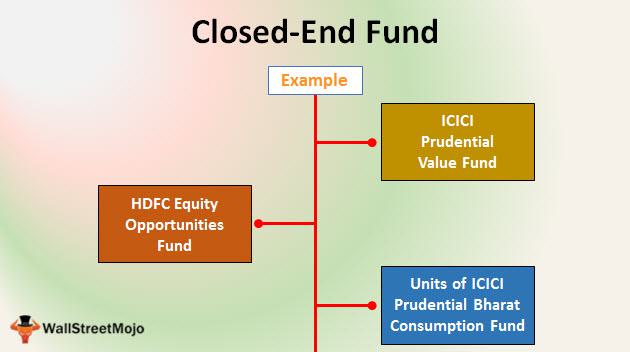 Closed-End Fund
Example
ICICI
Prudential
Value Fund
HDFC Equity
Opportunities
Fund
Units of ICICI
Prudential Bharat
Consumption Fund
WallStreetMojo